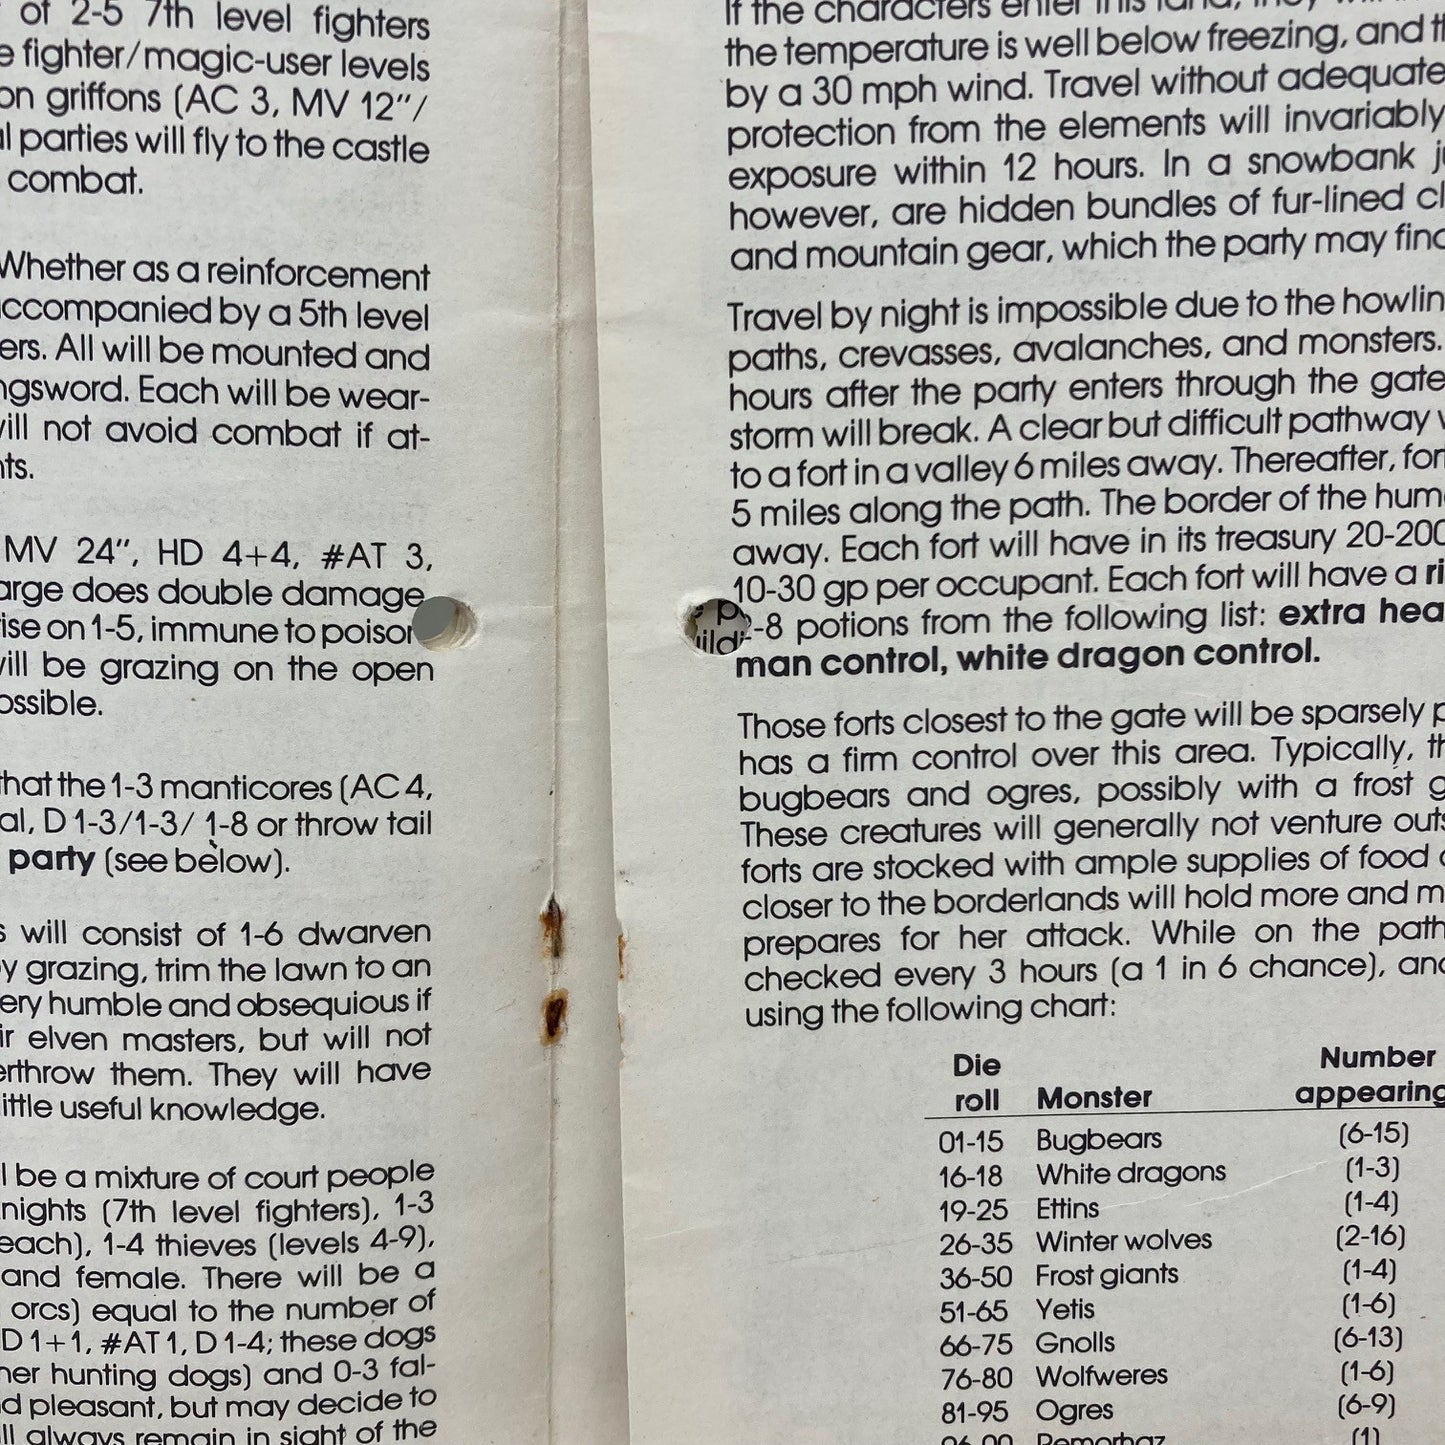 of 2-5 7th level fighters
fighter/magic-user levels
on griffons (AC 3, MV 12"/
parties will fly to the castle
combat.
Whether as a reinforcement
accompanied by a 5th level
ers. All will be mounted and
ngsword. Each will be wear-
will not avoid combat if at-
nts.
MV 24", HD 4+4, #AT 3,
arge does double damage
rise on 1-5, immune to poison
will be grazing on the open
ossible.
that the 1-3 manticores (AC 4,
al, D 1-3/1-3/ 1-8 or throw tail
party (see below).
s will consist of 1-6 dwarven
by grazing, trim the lawn to an
ery humble and obsequious if
ir elven masters, but will not
erthrow them. They will have
little useful knowledge.
l be a mixture of court people
nights (7th level fighters), 1-3
each), 1-4 thieves (levels 4-9),
and female. There will be a
orcs) equal to the number of
D 1+1, #AT 1, D 1-4; these dogs
her hunting dogs) and 0-3 fal-
d pleasant, but may decide to
ll always remain in sight of the
If the characters enter this land, they will
the temperature is well below freezing, and
by a 30 mph wind. Travel without adequate
protection from the elements will invariably
exposure within 12 hours. In a snowbank
however, are hidden bundles of fur-lined cl
and mountain gear, which the party may find
Travel by night is impossible due to the howlin
paths, crevasses, avalanches, and monsters.
hours after the party enters through the gate
storm will break. A clear but difficult pathway
to a fort in a valley 6 miles away. Thereafter, for
5 miles along the path. The border of the hum
away. Each fort will have in its treasury 20-200
10-30 gp per occupant. Each fort will have a ri
2-8 potions from the following list: extra hea
man control, white dragon control.
Those forts closest to the gate will be sparsely p
has a firm control over this area. Typically, th
bugbears and ogres, possibly with a frost g
These creatures will generally not venture outs
forts are stocked with ample supplies of food
closer to the borderlands will hold more and m
prepares for her attack. While on the path
checked every 3 hours (a 1 in 6 chance), and
using the following chart:
Die Number
roll Monster appearing
01-15 Bugbears (6-15)
16-18 White dragons (1-3)
19-25 Ettins (1-4)
26-35 Winter wolves (2-16)
36-50 Frost giants (1-4)
51-65 Yetis (1-6)
66-75 Gnolls (6-13)
76-80 Wolfweres (1-6)
81-95 Ogres (6-9)
96-00 Remorhaz (1)